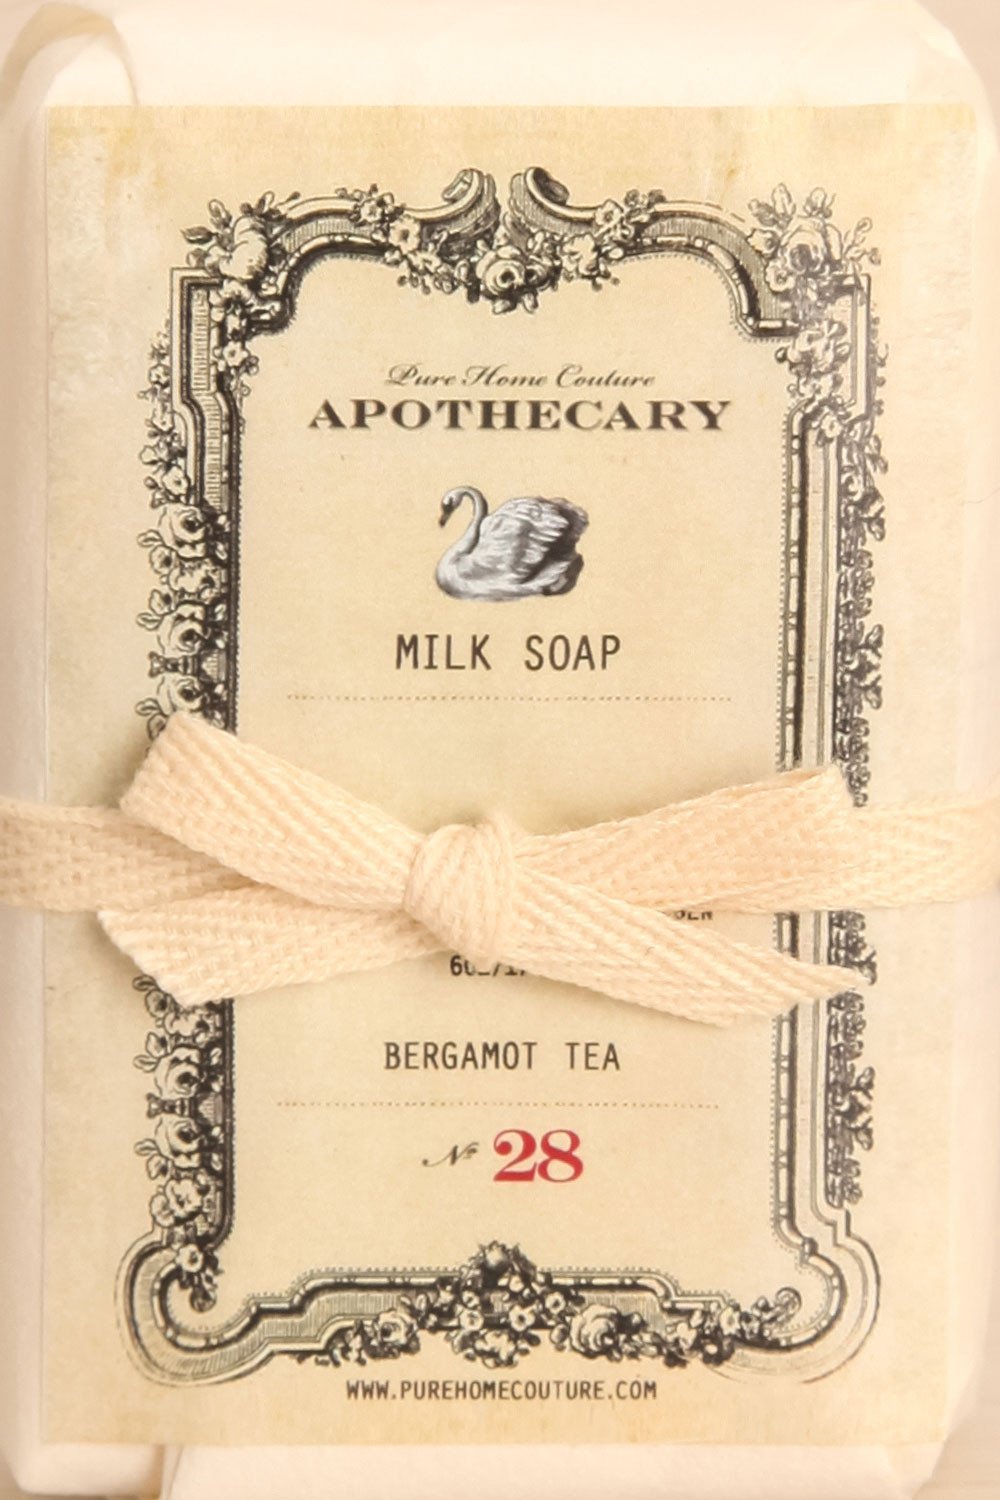 Pure Home Couture
APOTHECARY
MILK SOAP
BERGAMOT TEA
Nº 28
WWW.PUREHOMECOUTURE.COM